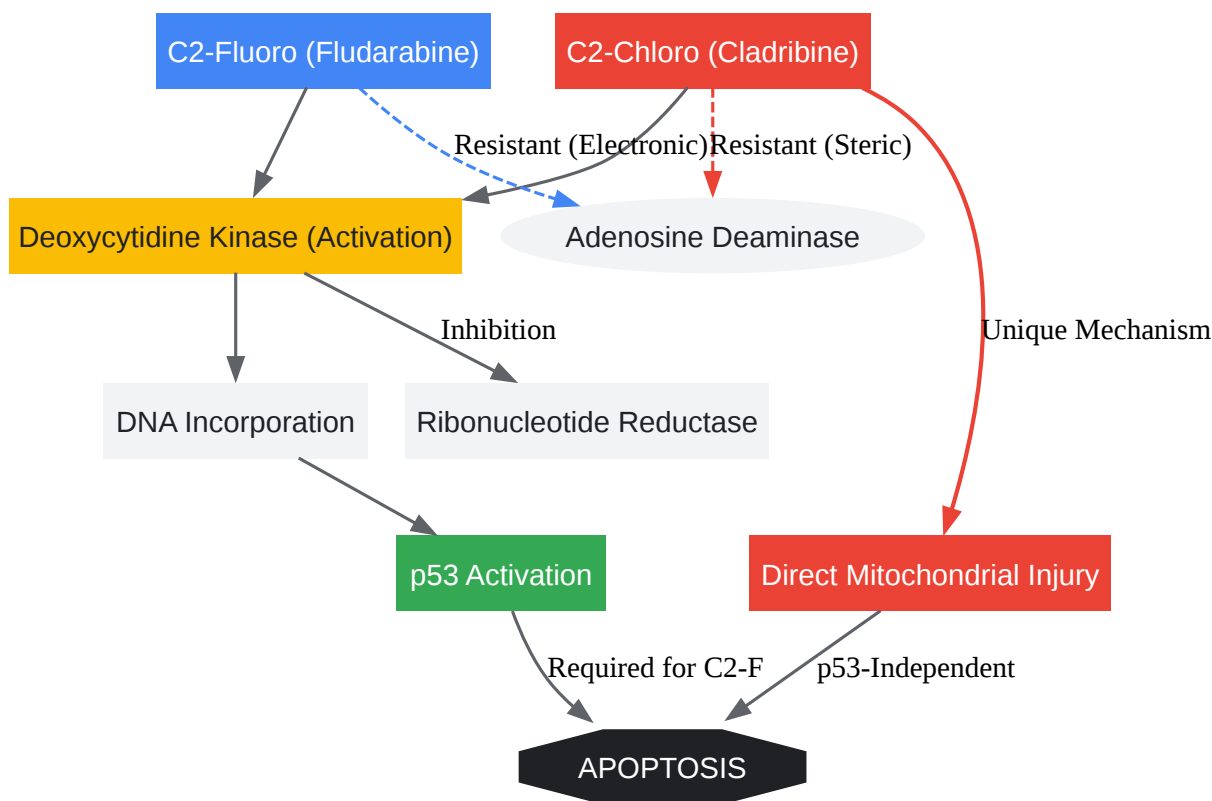 C2-Fluoro (Fludarabine)
C2-Chloro (Cladribine)
Resistant (Electronic)
Resistant (Steric)
Deoxycytidine Kinase (Activation)
Adenosine Deaminase
Inhibition
Unique Mechanism
DNA Incorporation
Ribonucleotide Reductase
p53 Activation
Direct Mitochondrial Injury
Required for C2-F
p53-Independent
APOPTOSIS